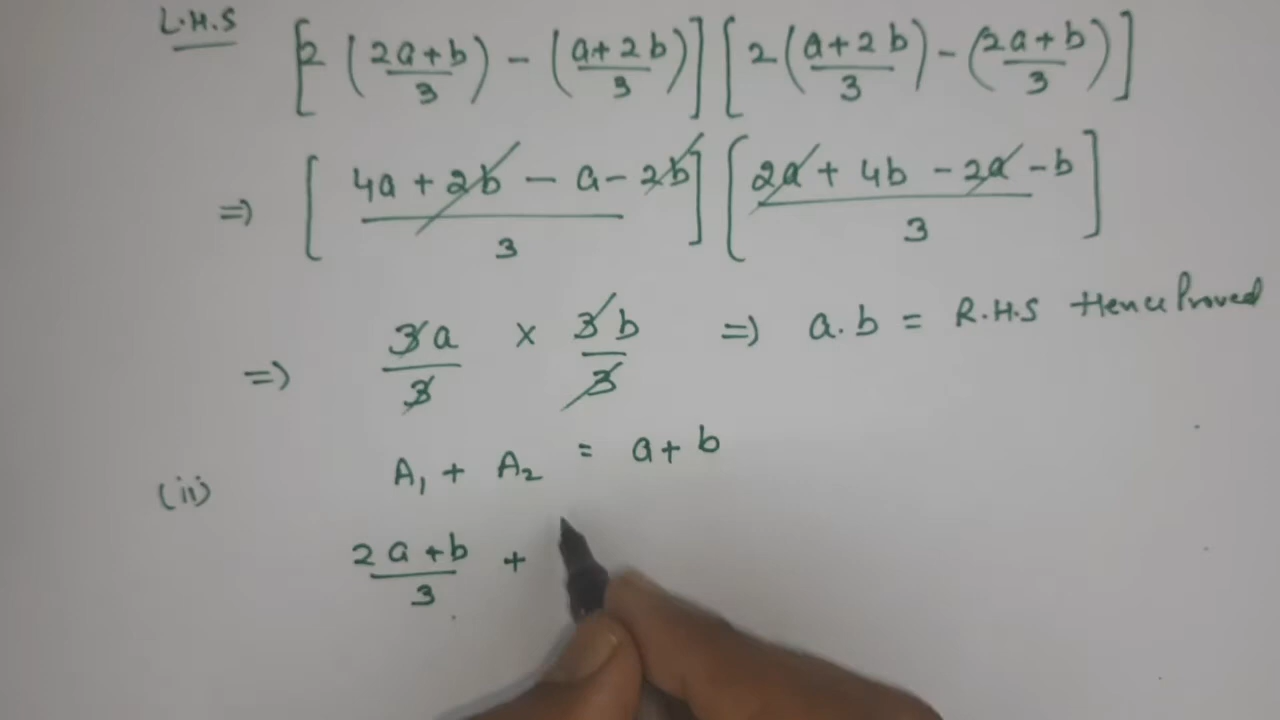 L.H.S [2 (2a+b/3) - (a+2b/3)] [2 (a+2b/3) - (2a+b/3)]
=) [4a + 2b - a - 2b / 3] [2a + 4b - 2a - b / 3]
=) 3a/3 × 3b/3 =) a.b = R.H.S Hence Proved
(ii) A₁ + A₂ = a+b
2a+b/3 +